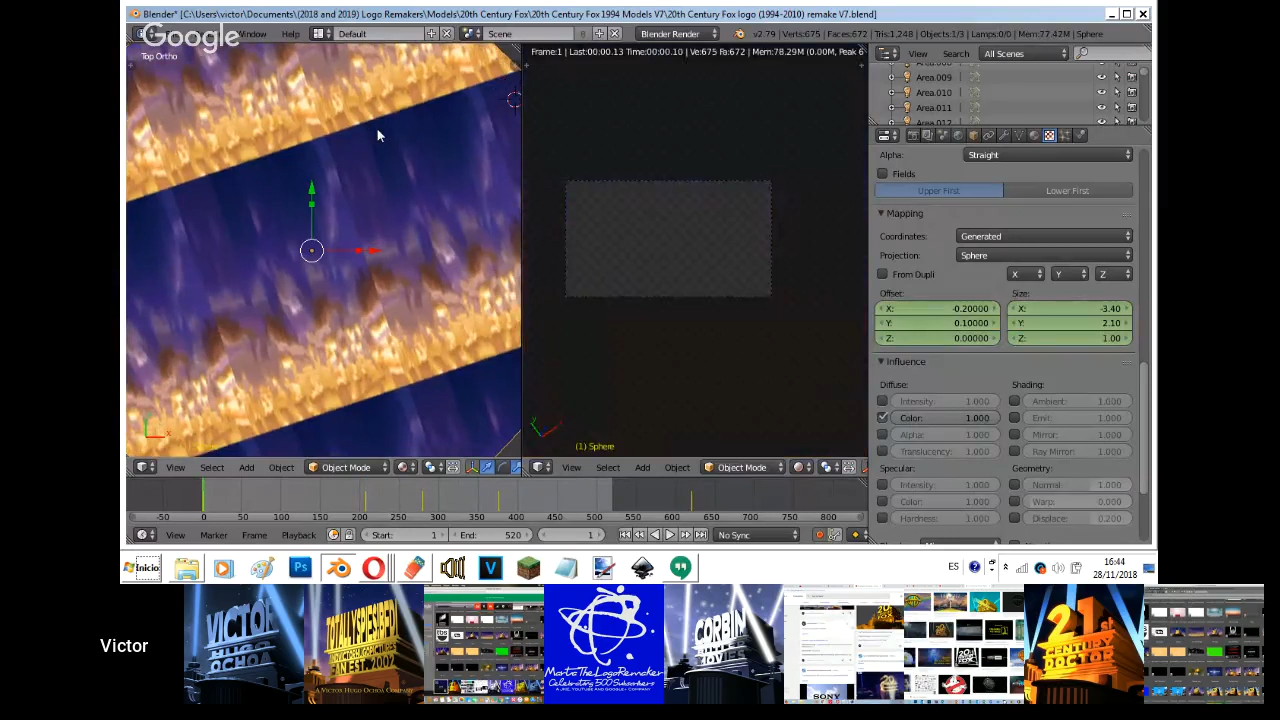 Blender* [C:\Users\victor\Documents\(2018 and 2019) Logo Remakers\Models\20th Century Fox\20th Century Fox 1994 Models V7\20th Century Fox logo (1994-2010) remake V7.blend]
Google
Window Help Default Scene Blender Render v2.79 | Verts:675 | Faces:672 | Tris:1,248 | Objects:1/3 | Lamps:0/0 | Mem:77.42M | Sphere
Top Ortho
Frame:1 | Last:00:00.13 Time:00:00.10 | Ve:675 Fa:672 | Mem:78.29M (0.00M, Peak 6
View Search All Scenes
Area.009
Area.010
Area.011
Area.012
Alpha: Straight
Fields
Upper First Lower First
Mapping
Coordinates: Generated
Projection: Sphere
From Dupli X Y Z
Offset: Size:
X: -0.20000 X: -3.40
Y: 0.10000 Y: 2.10
Z: 0.00000 Z: 1.00
Influence
Diffuse: Shading:
Intensity: 1.000 Ambient: 1.000
Color: 1.000 Emit: 1.000
Alpha: 1.000 Mirror: 1.000
Translucency: 1.000 Ray Mirror: 1.000
Specular: Geometry:
Intensity: 1.000 Normal: 1.000
Color: 1.000 Warp: 0.000
Hardness: 1.000 Displace: 0.200
(1) Sphere
View Select Add Object Object Mode View Select Add Object Object Mode
-50 0 50 100 150 200 250 300 350 400 450 500 550 600 650 700 750 800
View Marker Frame Playback Start: 1 End: 520 1 No Sync
Inicio ES 16:44
28/11/2018
victor
A VICTOR HUGO OCHOA COMPANY
SONY